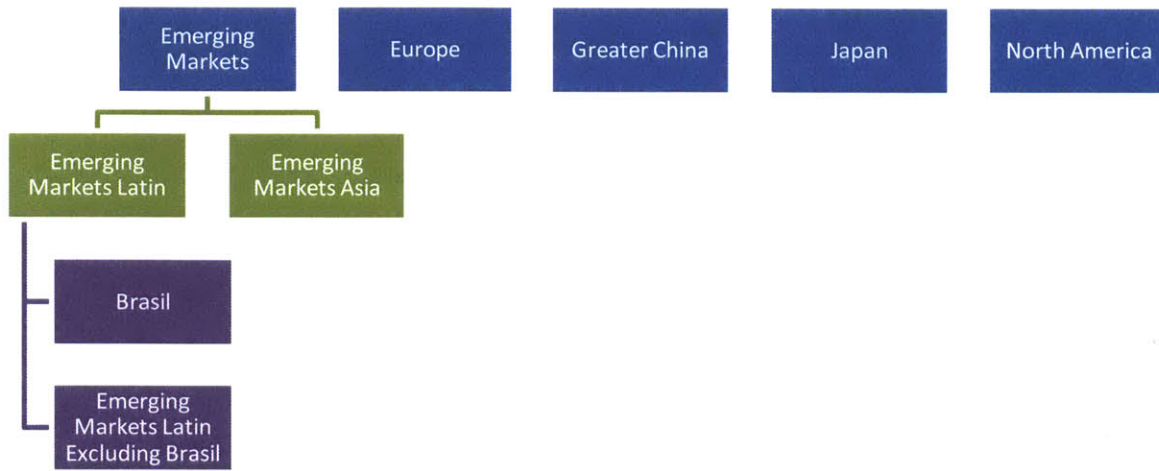 Emerging
Markets
Europe
Greater China
Japan
North America
Emerging
Markets Latin
Emerging
Markets Asia
Brasil
Emerging
Markets Latin
Excluding Brasil